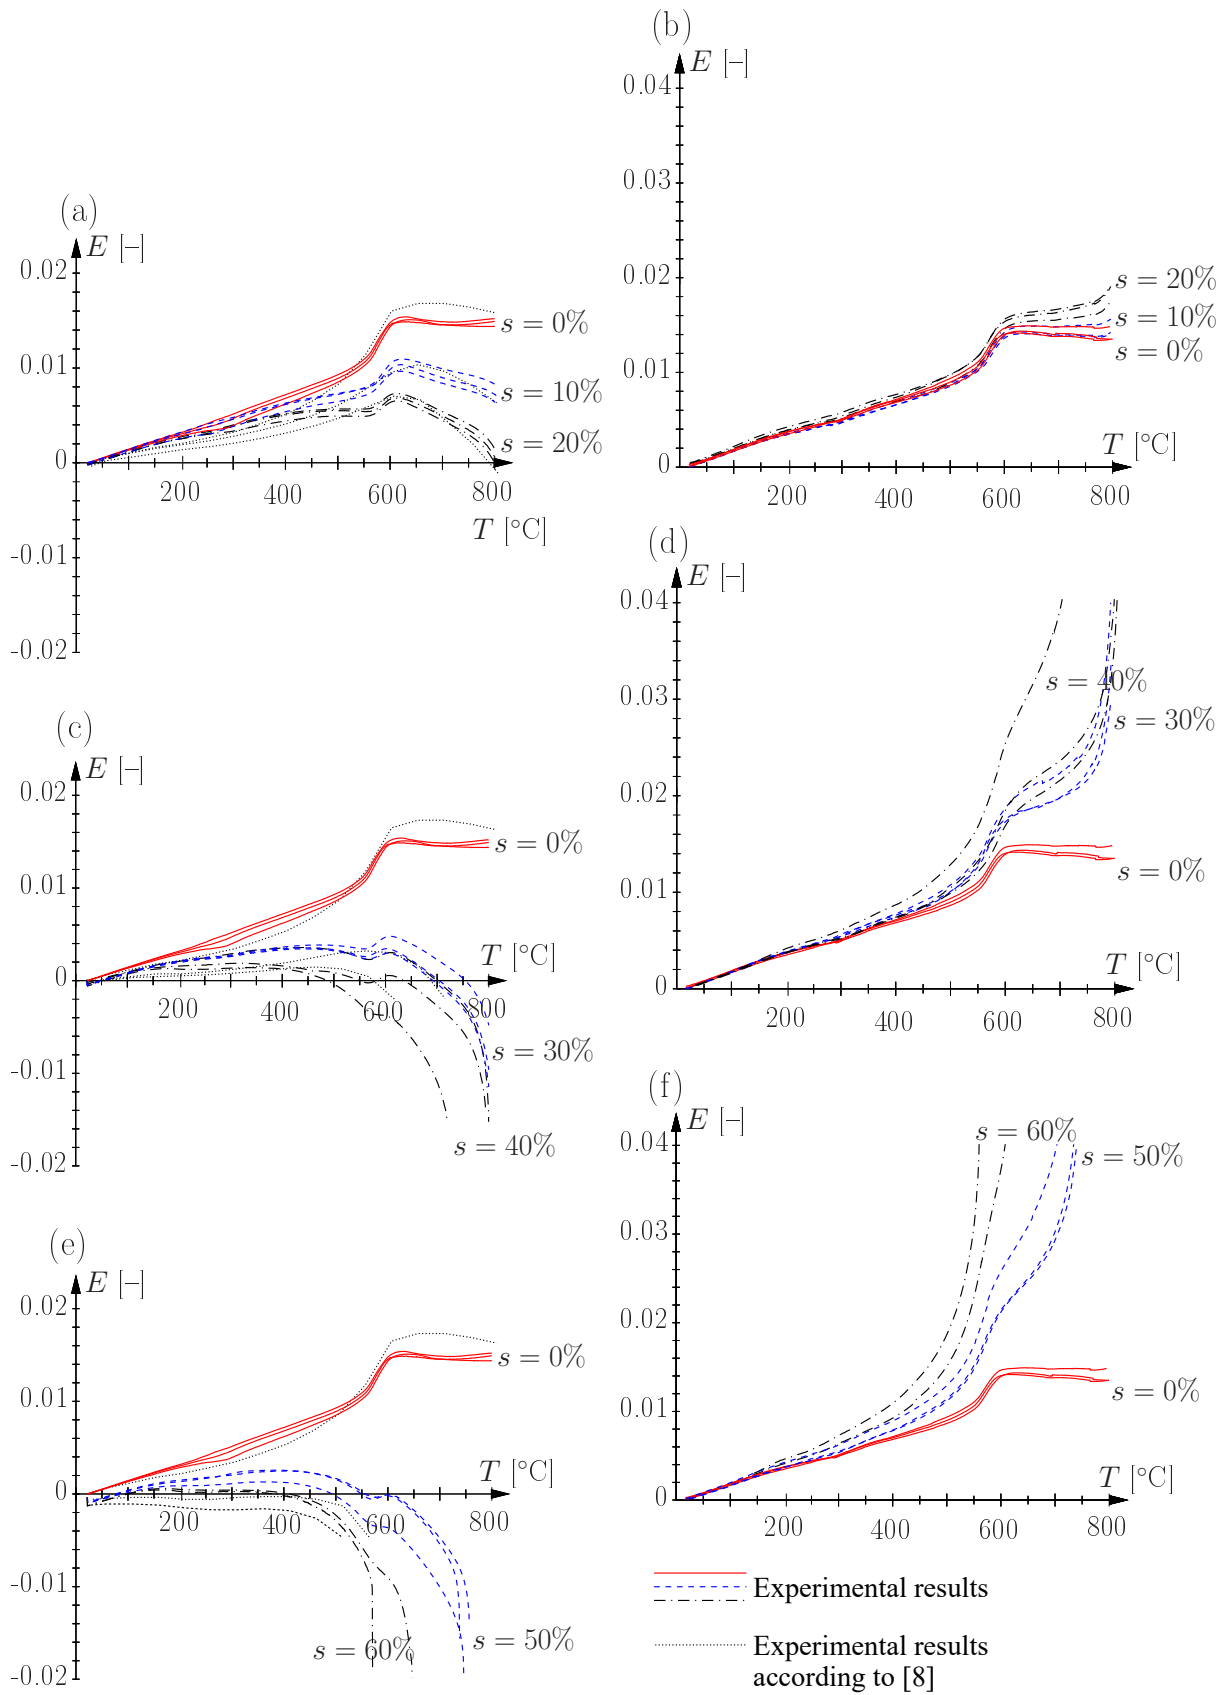 (b)
E [–]
0.04
0.03
0.02
0.01
0
s = 20%
s = 10%
s = 0%
T [°C]
200
400
600
800
(a)
E [–]
0.02
0.01
0
-0.01
-0.02
s = 0%
s = 10%
s = 20%
200
400
600
800
T [°C]
(d)
E [–]
0.04
0.03
0.02
0.01
0
s = 40%
s = 30%
s = 0%
T [°C]
200
400
600
800
(c)
E [–]
0.02
0.01
0
-0.01
-0.02
s = 0%
T [°C]
200
400
600
800
s = 30%
s = 40%
(f)
E [–]
0.04
0.03
0.02
0.01
0
s = 60%
s = 50%
s = 0%
T [°C]
200
400
600
800
(e)
E [–]
0.02
0.01
0
-0.01
-0.02
s = 0%
T [°C]
200
400
600
800
s = 60%
s = 50%
Experimental results
Experimental results
according to [8]